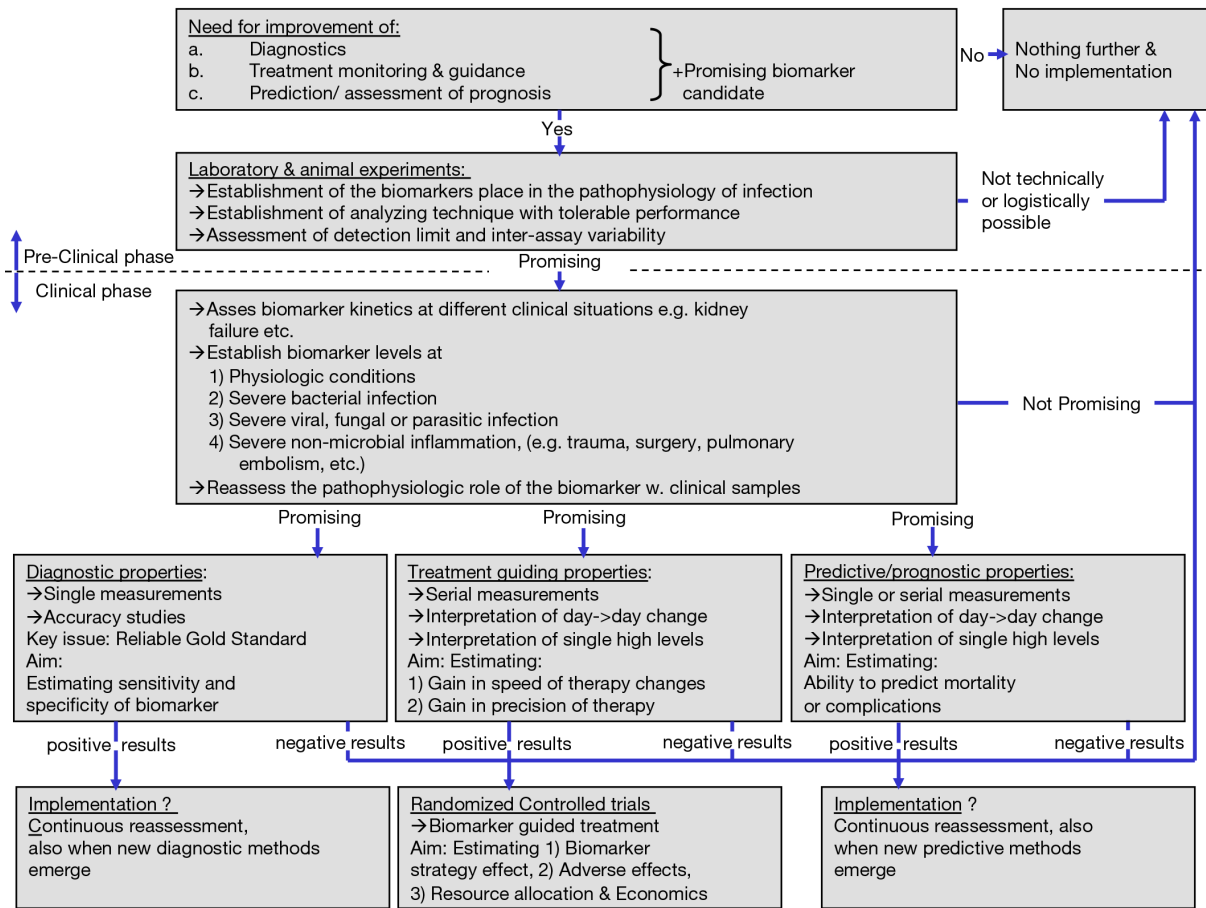 Need for improvement of:
a. Diagnostics
b. Treatment monitoring & guidance
c. Prediction/ assessment of prognosis
+Promising biomarker
candidate
No
Nothing further &
No implementation
Yes
Laboratory & animal experiments:
→Establishment of the biomarkers place in the pathophysiology of infection
→Establishment of analyzing technique with tolerable performance
→Assessment of detection limit and inter-assay variability
Not technically
or logistically
possible
Pre-Clinical phase
Promising
Clinical phase
→Asses biomarker kinetics at different clinical situations e.g. kidney
failure etc.
→Establish biomarker levels at
1) Physiologic conditions
2) Severe bacterial infection
3) Severe viral, fungal or parasitic infection
4) Severe non-microbial inflammation, (e.g. trauma, surgery, pulmonary
embolism, etc.)
→Reassess the pathophysiologic role of the biomarker w. clinical samples
Not Promising
Promising
Promising
Promising
Diagnostic properties:
→Single measurements
→Accuracy studies
Key issue: Reliable Gold Standard
Aim:
Estimating sensitivity and
specificity of biomarker
Treatment guiding properties:
→Serial measurements
→Interpretation of day->day change
→Interpretation of single high levels
Aim: Estimating:
1) Gain in speed of therapy changes
2) Gain in precision of therapy
Predictive/prognostic properties:
→Single or serial measurements
→Interpretation of day->day change
→Interpretation of single high levels
Aim: Estimating:
Ability to predict mortality
or complications
positive results
negative results
positive results
negative results
positive results
negative results
Implementation ?
Continuous reassessment,
also when new diagnostic methods
emerge
Randomized Controlled trials
→Biomarker guided treatment
Aim: Estimating 1) Biomarker
strategy effect, 2) Adverse effects,
3) Resource allocation & Economics
Implementation ?
Continuous reassessment, also
when new predictive methods
emerge